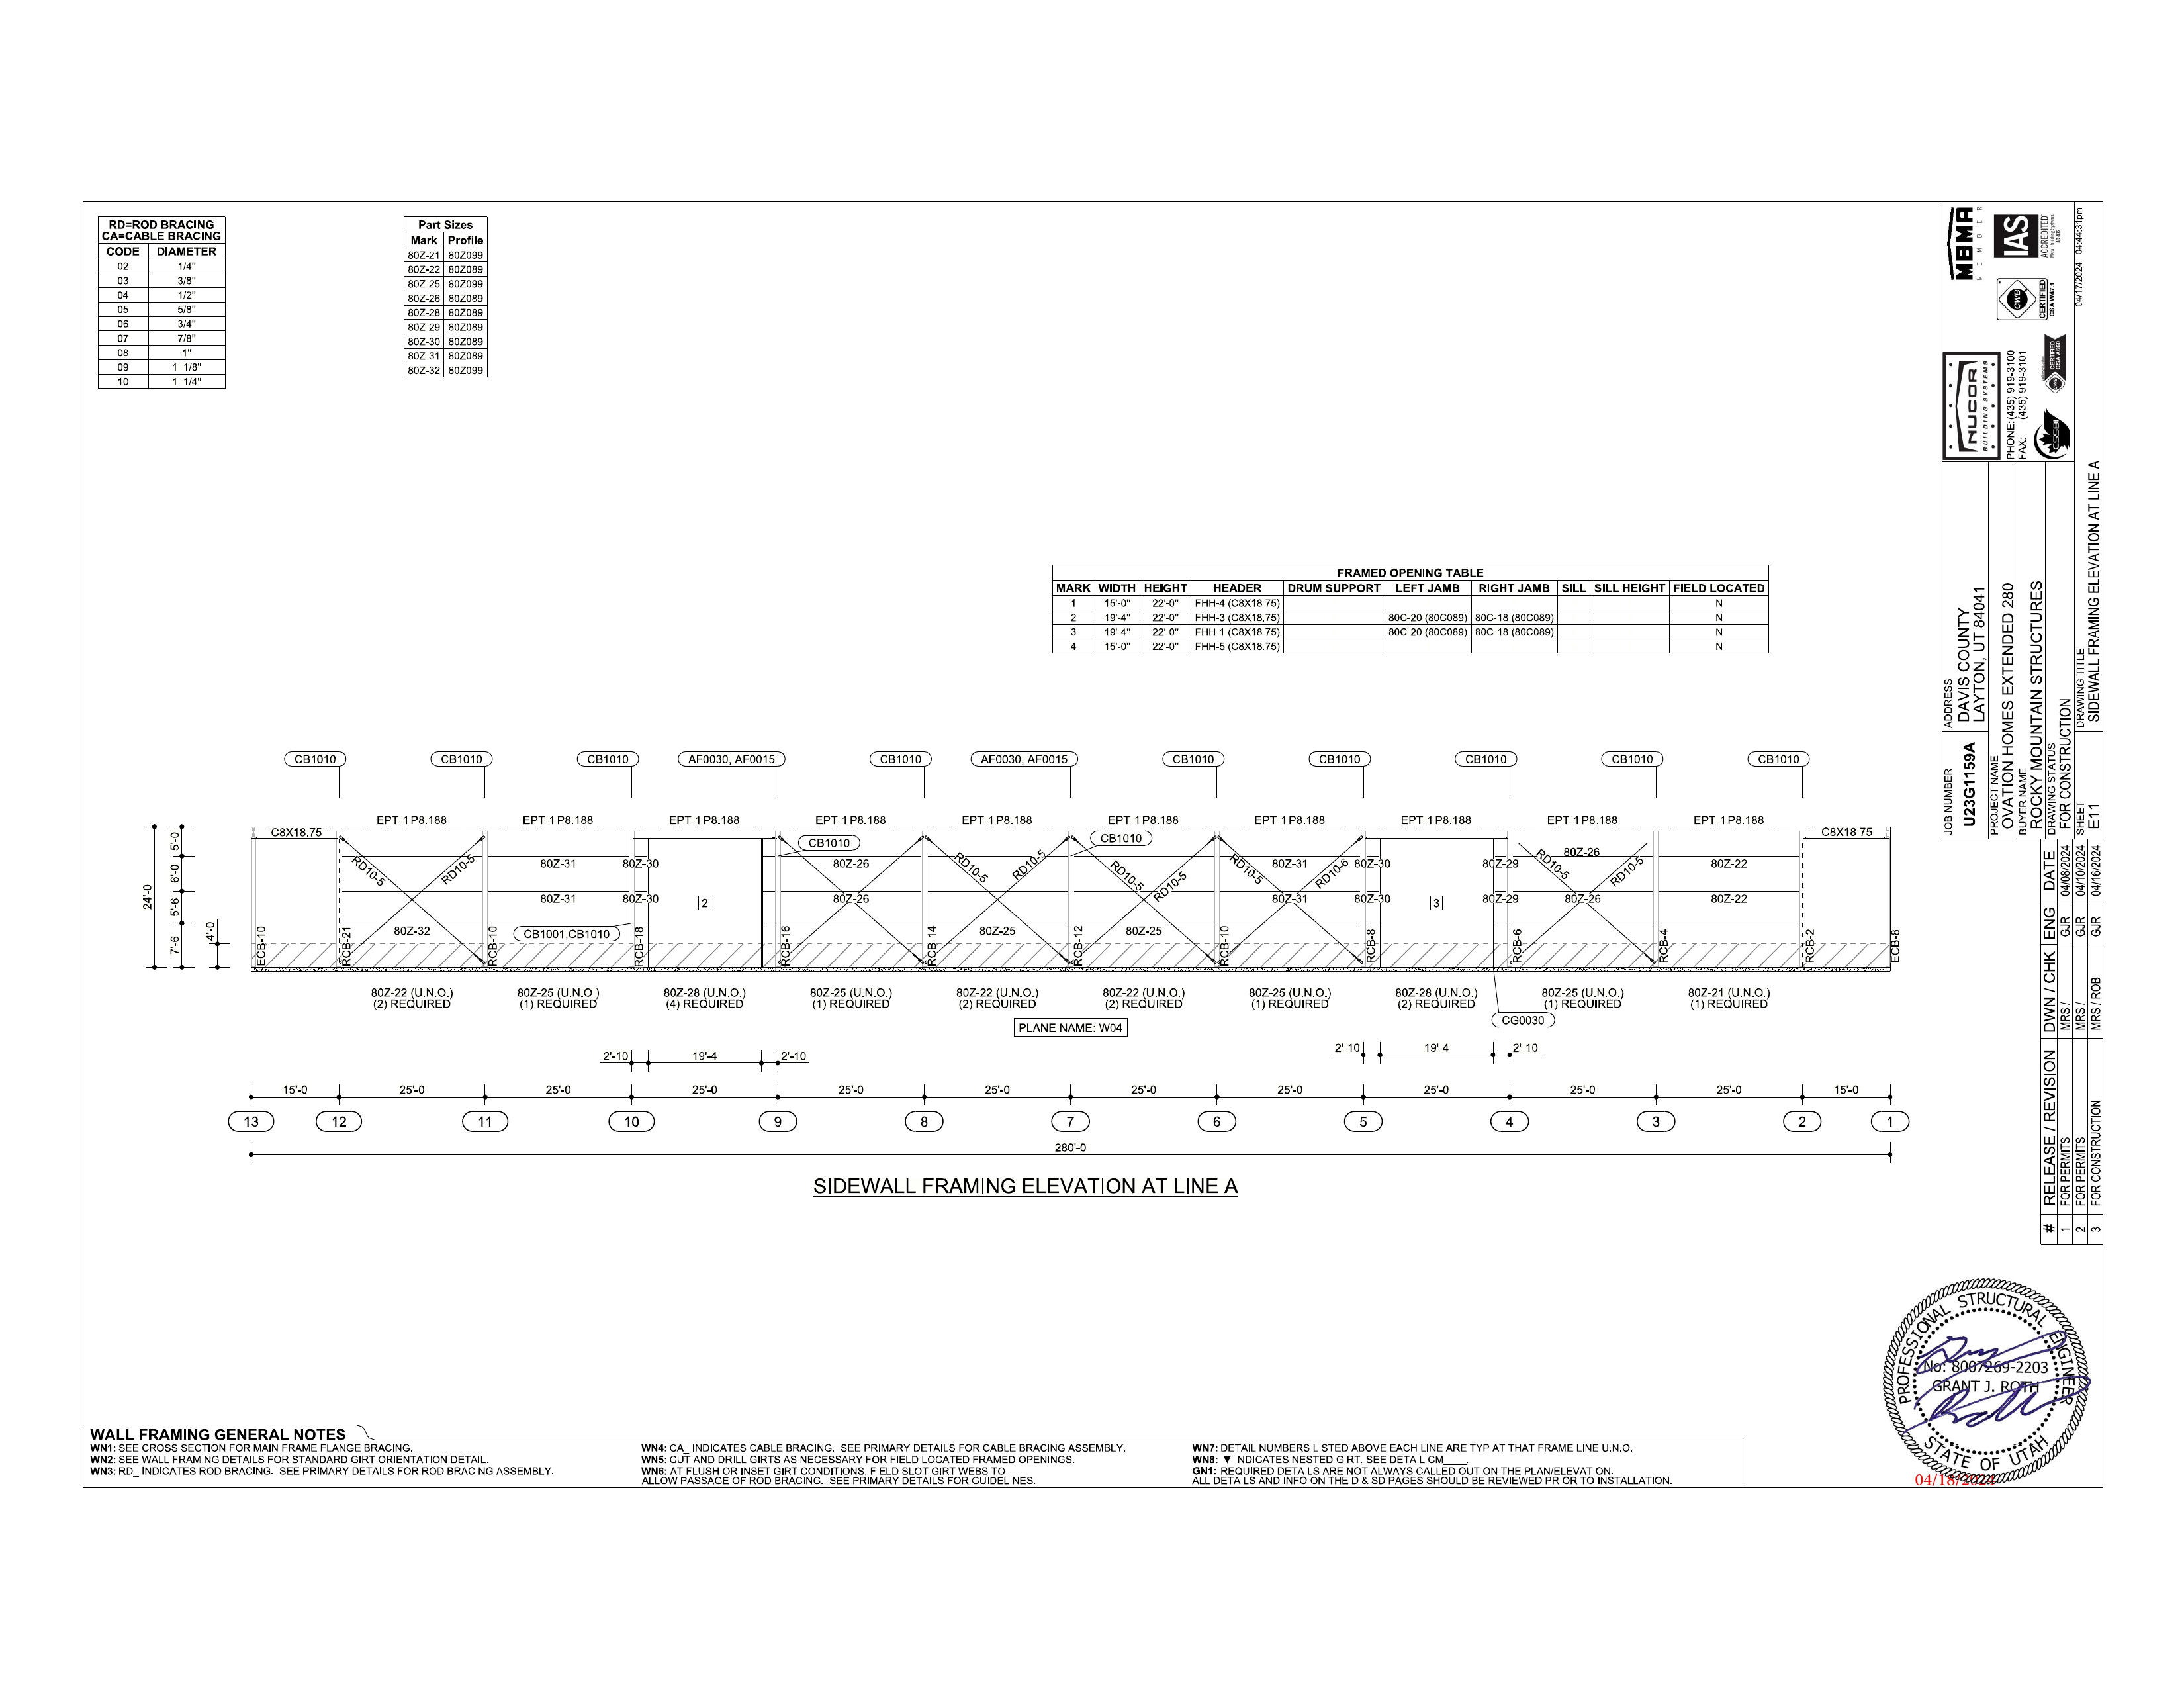 RD=ROD BRACING
CA=CABLE BRACING
CODE DIAMETER
02 1/4"
03 3/8"
04 1/2"
05 5/8"
06 3/4"
07 7/8"
08 1"
09 1 1/8"
10 1 1/4"
Part Sizes
Mark Profile
80Z-21 80Z099
80Z-22 80Z089
80Z-25 80Z099
80Z-26 80Z089
80Z-28 80Z089
80Z-29 80Z089
80Z-30 80Z089
80Z-31 80Z089
80Z-32 80Z099
FRAMED OPENING TABLE
MARK WIDTH HEIGHT HEADER DRUM SUPPORT LEFT JAMB RIGHT JAMB SILL SILL HEIGHT FIELD LOCATED
1 15'-0" 22'-0" FHH-4 (C8X18.75) N
2 19'-4" 22'-0" FHH-3 (C8X18.75) 80C-20 (80C089) 80C-18 (80C089) N
3 19'-4" 22'-0" FHH-1 (C8X18.75) 80C-20 (80C089) 80C-18 (80C089) N
4 15'-0" 22'-0" FHH-5 (C8X18.75) N
CB1010 CB1010 CB1010 AF0030, AF0015 CB1010 AF0030, AF0015 CB1010 CB1010 CB1010 CB1010 CB1010
EPT-1 P8.188 EPT-1 P8.188 EPT-1 P8.188 EPT-1 P8.188 EPT-1 P8.188 EPT-1 P8.188 EPT-1 P8.188 EPT-1 P8.188 EPT-1 P8.188 EPT-1 P8.188
C8X18.75 C8X18.75
CB1010 CB1010
24'-0 5'-0 6'-0 5'-6 7'-6 4'-0
RD10-5 RD10-5 RD10-5 RD10-5 RD10-5 RD10-5 RD10-5 RD10-6 RD10-5 RD10-5
80Z-26
80Z-31 80Z-30 80Z-26 80Z-31 80Z-30 80Z-29 80Z-22
80Z-31 80Z-30 2 80Z-26 80Z-31 80Z-30 3 80Z-29 80Z-26 80Z-22
80Z-32 CB1001,CB1010 80Z-25 80Z-25
ECB-10 RCB-21 RCB-10 RCB-18 RCB-16 RCB-14 RCB-12 RCB-10 RCB-8 RCB-6 RCB-4 RCB-2 ECB-8
80Z-22 (U.N.O.) 80Z-25 (U.N.O.) 80Z-28 (U.N.O.) 80Z-25 (U.N.O.) 80Z-22 (U.N.O.) 80Z-22 (U.N.O.) 80Z-25 (U.N.O.) 80Z-28 (U.N.O.) 80Z-25 (U.N.O.) 80Z-21 (U.N.O.)
(2) REQUIRED (1) REQUIRED (4) REQUIRED (1) REQUIRED (2) REQUIRED (2) REQUIRED (1) REQUIRED (2) REQUIRED (1) REQUIRED (1) REQUIRED
CG0030
PLANE NAME: W04
2'-10 19'-4 2'-10 2'-10 19'-4 2'-10
15'-0 25'-0 25'-0 25'-0 25'-0 25'-0 25'-0 25'-0 25'-0 25'-0 25'-0 15'-0
13 12 11 10 9 8 7 6 5 4 3 2 1
280'-0
SIDEWALL FRAMING ELEVATION AT LINE A
WALL FRAMING GENERAL NOTES
WN1: SEE CROSS SECTION FOR MAIN FRAME FLANGE BRACING.
WN2: SEE WALL FRAMING DETAILS FOR STANDARD GIRT ORIENTATION DETAIL.
WN3: RD_ INDICATES ROD BRACING. SEE PRIMARY DETAILS FOR ROD BRACING ASSEMBLY.
WN4: CA_ INDICATES CABLE BRACING. SEE PRIMARY DETAILS FOR CABLE BRACING ASSEMBLY.
WN5: CUT AND DRILL GIRTS AS NECESSARY FOR FIELD LOCATED FRAMED OPENINGS.
WN6: AT FLUSH OR INSET GIRT CONDITIONS, FIELD SLOT GIRT WEBS TO
ALLOW PASSAGE OF ROD BRACING. SEE PRIMARY DETAILS FOR GUIDELINES.
WN7: DETAIL NUMBERS LISTED ABOVE EACH LINE ARE TYP AT THAT FRAME LINE U.N.O.
WN8: ▼ INDICATES NESTED GIRT. SEE DETAIL CM____.
GN1: REQUIRED DETAILS ARE NOT ALWAYS CALLED OUT ON THE PLAN/ELEVATION.
ALL DETAILS AND INFO ON THE D & SD PAGES SHOULD BE REVIEWED PRIOR TO INSTALLATION.
MBMA
MEMBER
IAS
ACCREDITED
CWB
CERTIFIED
CSA W47.1
CWB
CERTIFIED
CSA A660
CSSBI
NUCOR
BUILDING SYSTEMS
PHONE: (435) 919-3100
FAX: (435) 919-3101
04/17/2024 04:44:31pm
JOB NUMBER
U23G1159A
ADDRESS
DAVIS COUNTY
LAYTON, UT 84041
PROJECT NAME
OVATION HOMES EXTENDED 280
BUYER NAME
ROCKY MOUNTAIN STRUCTURES
DRAWING STATUS
FOR CONSTRUCTION
SHEET
E11
DRAWING TITLE
SIDEWALL FRAMING ELEVATION AT LINE A
# RELEASE / REVISION DWN / CHK ENG DATE
1 FOR PERMITS MRS / GJR 04/08/2024
2 FOR PERMITS MRS / GJR 04/10/2024
3 FOR CONSTRUCTION MRS / ROB GJR 04/16/2024
PROFESSIONAL STRUCTURAL ENGINEER
No: 8007269-2203
GRANT J. ROTH
STATE OF UTAH
04/18/2024